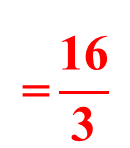 = 16/3